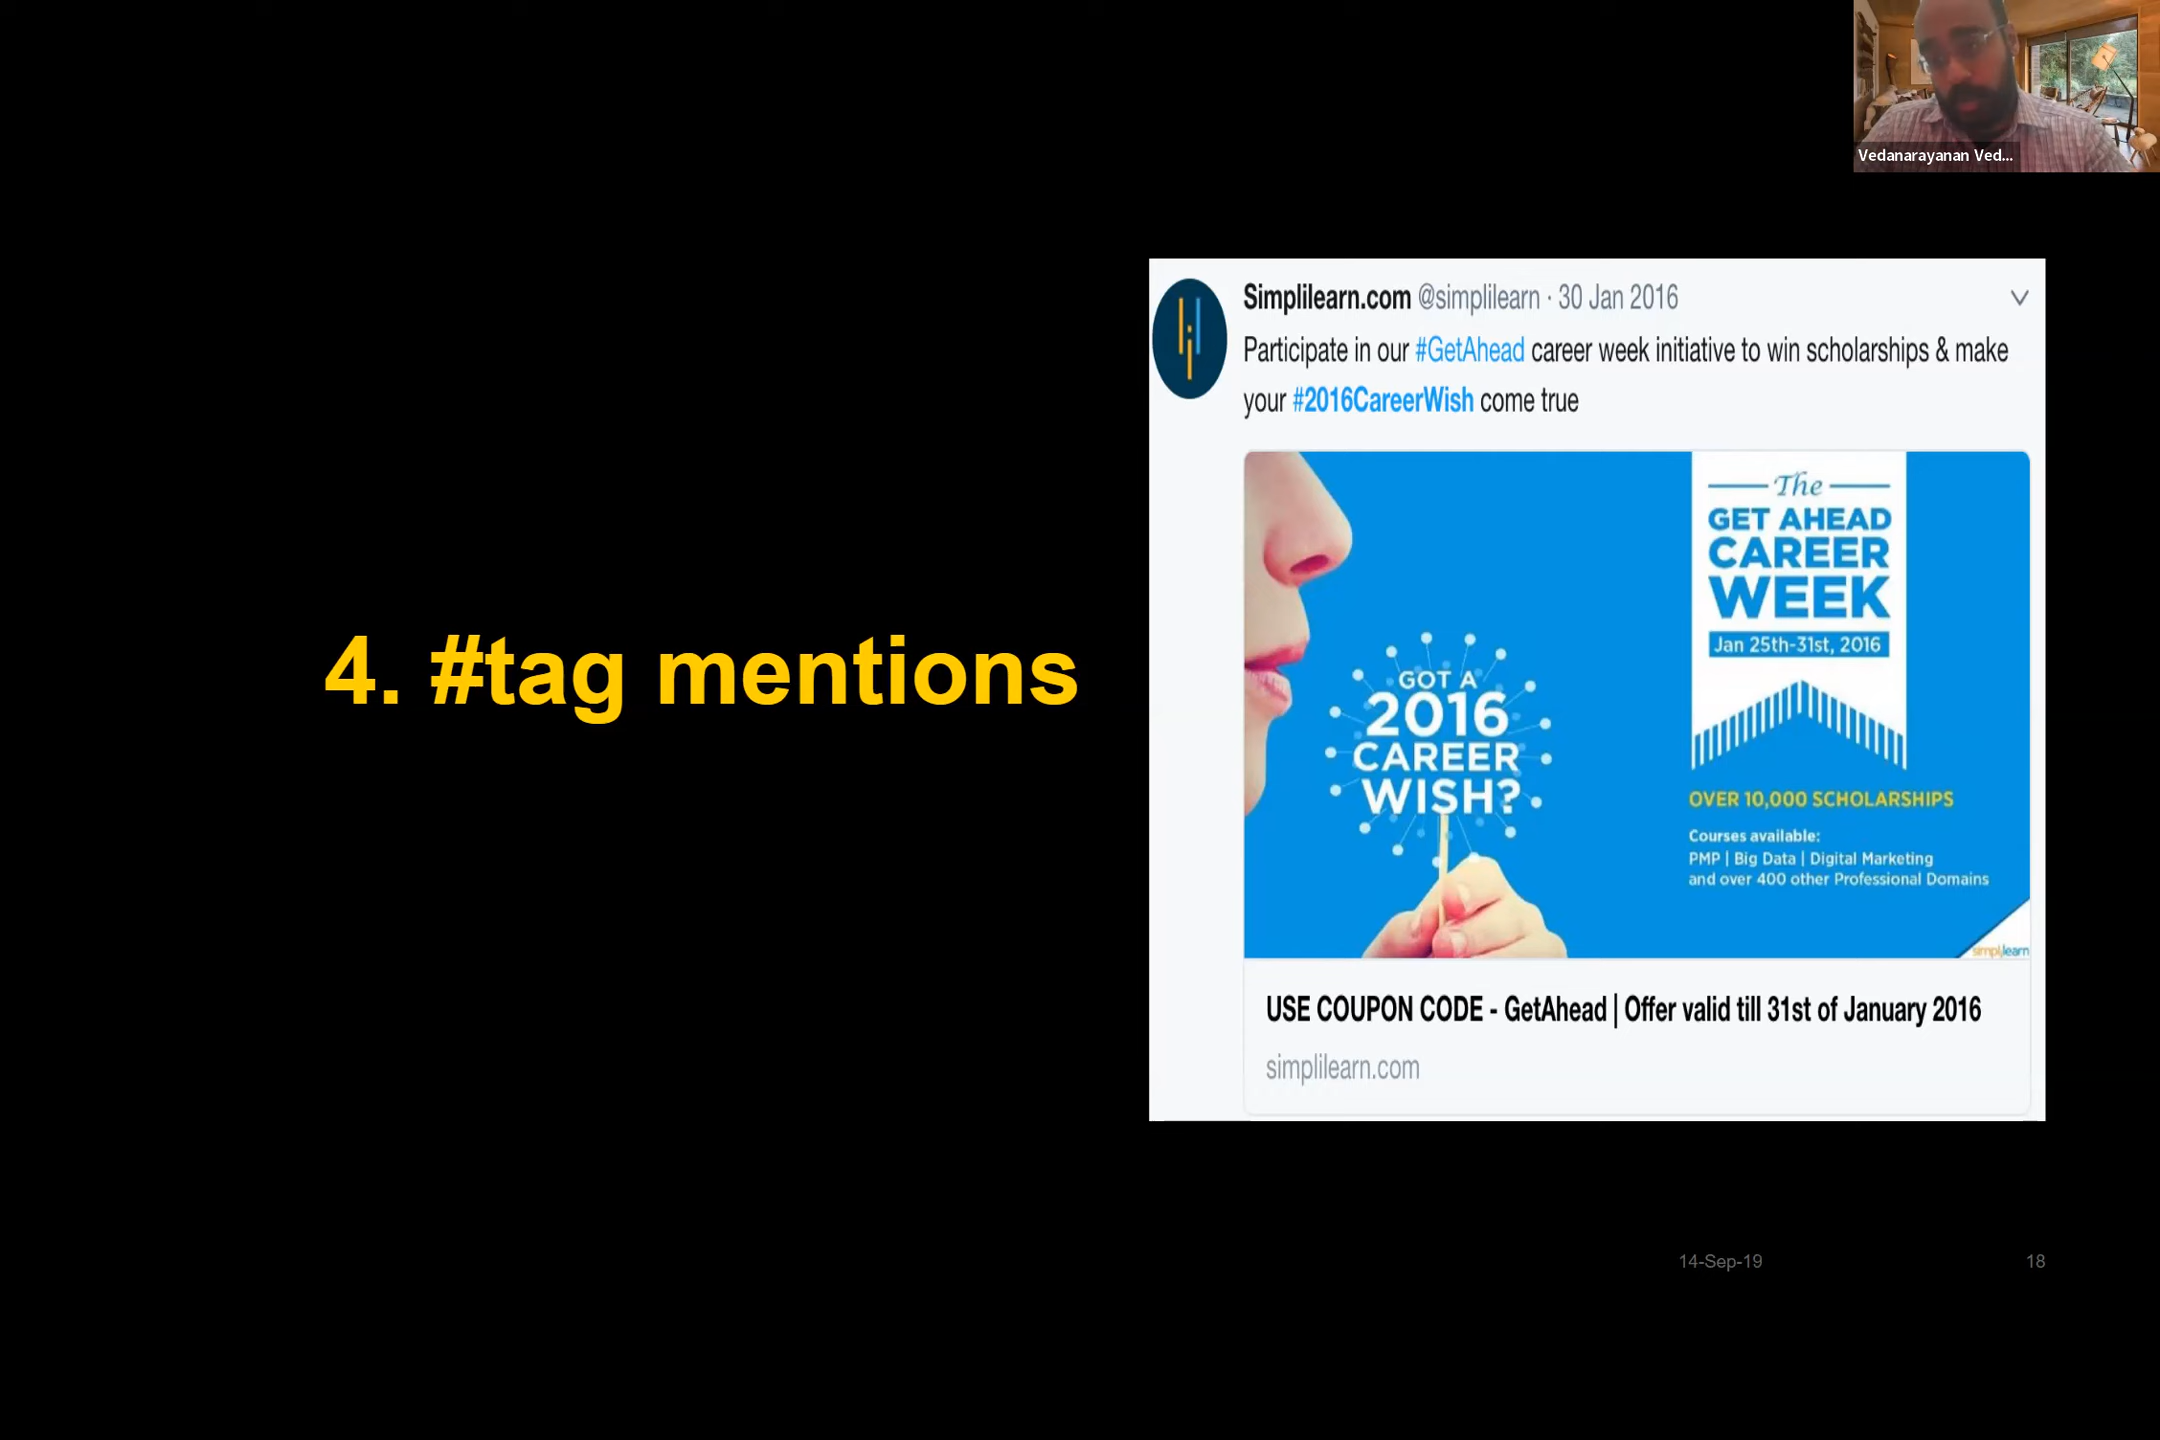 Vedanarayanan Ved...
Simplilearn.com @simplilearn · 30 Jan 2016
Participate in our #GetAhead career week initiative to win scholarships & make
your #2016CareerWish come true
4. #tag mentions
The
GET AHEAD
CAREER
WEEK
Jan 25th-31st, 2016
GOT A
2016
CAREER
WISH?
OVER 10,000 SCHOLARSHIPS
Courses available:
PMP | Big Data | Digital Marketing
and over 400 other Professional Domains
simplilearn
USE COUPON CODE - GetAhead | Offer valid till 31st of January 2016
simplilearn.com
14-Sep-19
18